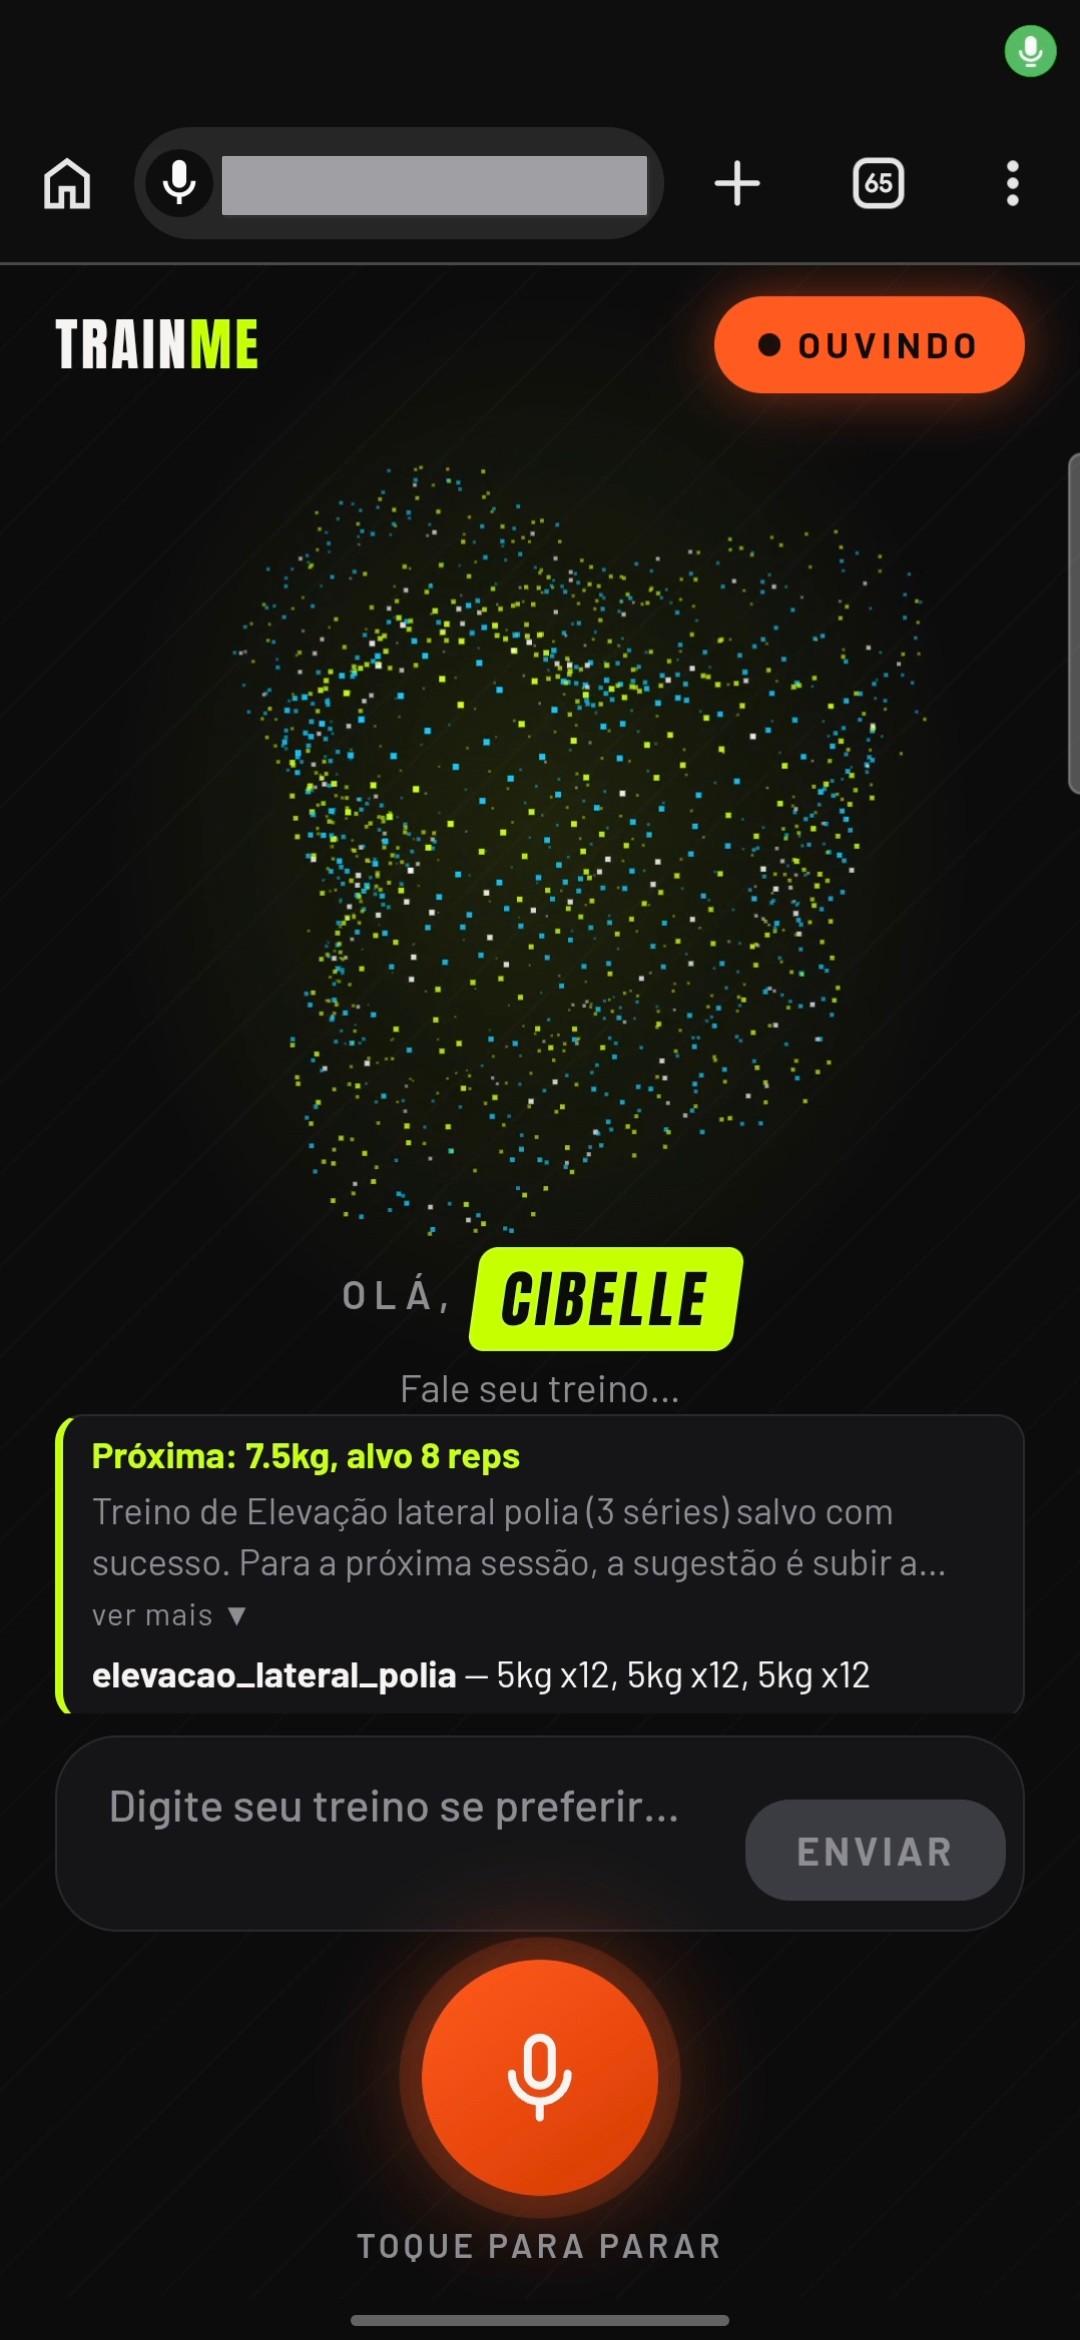 65
TRAINME
OUVINDO
OLÁ, CIBELLE
Fale seu treino...
Próxima: 7.5kg, alvo 8 reps
Treino de Elevação lateral polia (3 séries) salvo com
sucesso. Para a próxima sessão, a sugestão é subir a...
ver mais ▼
elevacao_lateral_polia — 5kg x12, 5kg x12, 5kg x12
Digite seu treino se preferir...
ENVIAR
TOQUE PARA PARAR